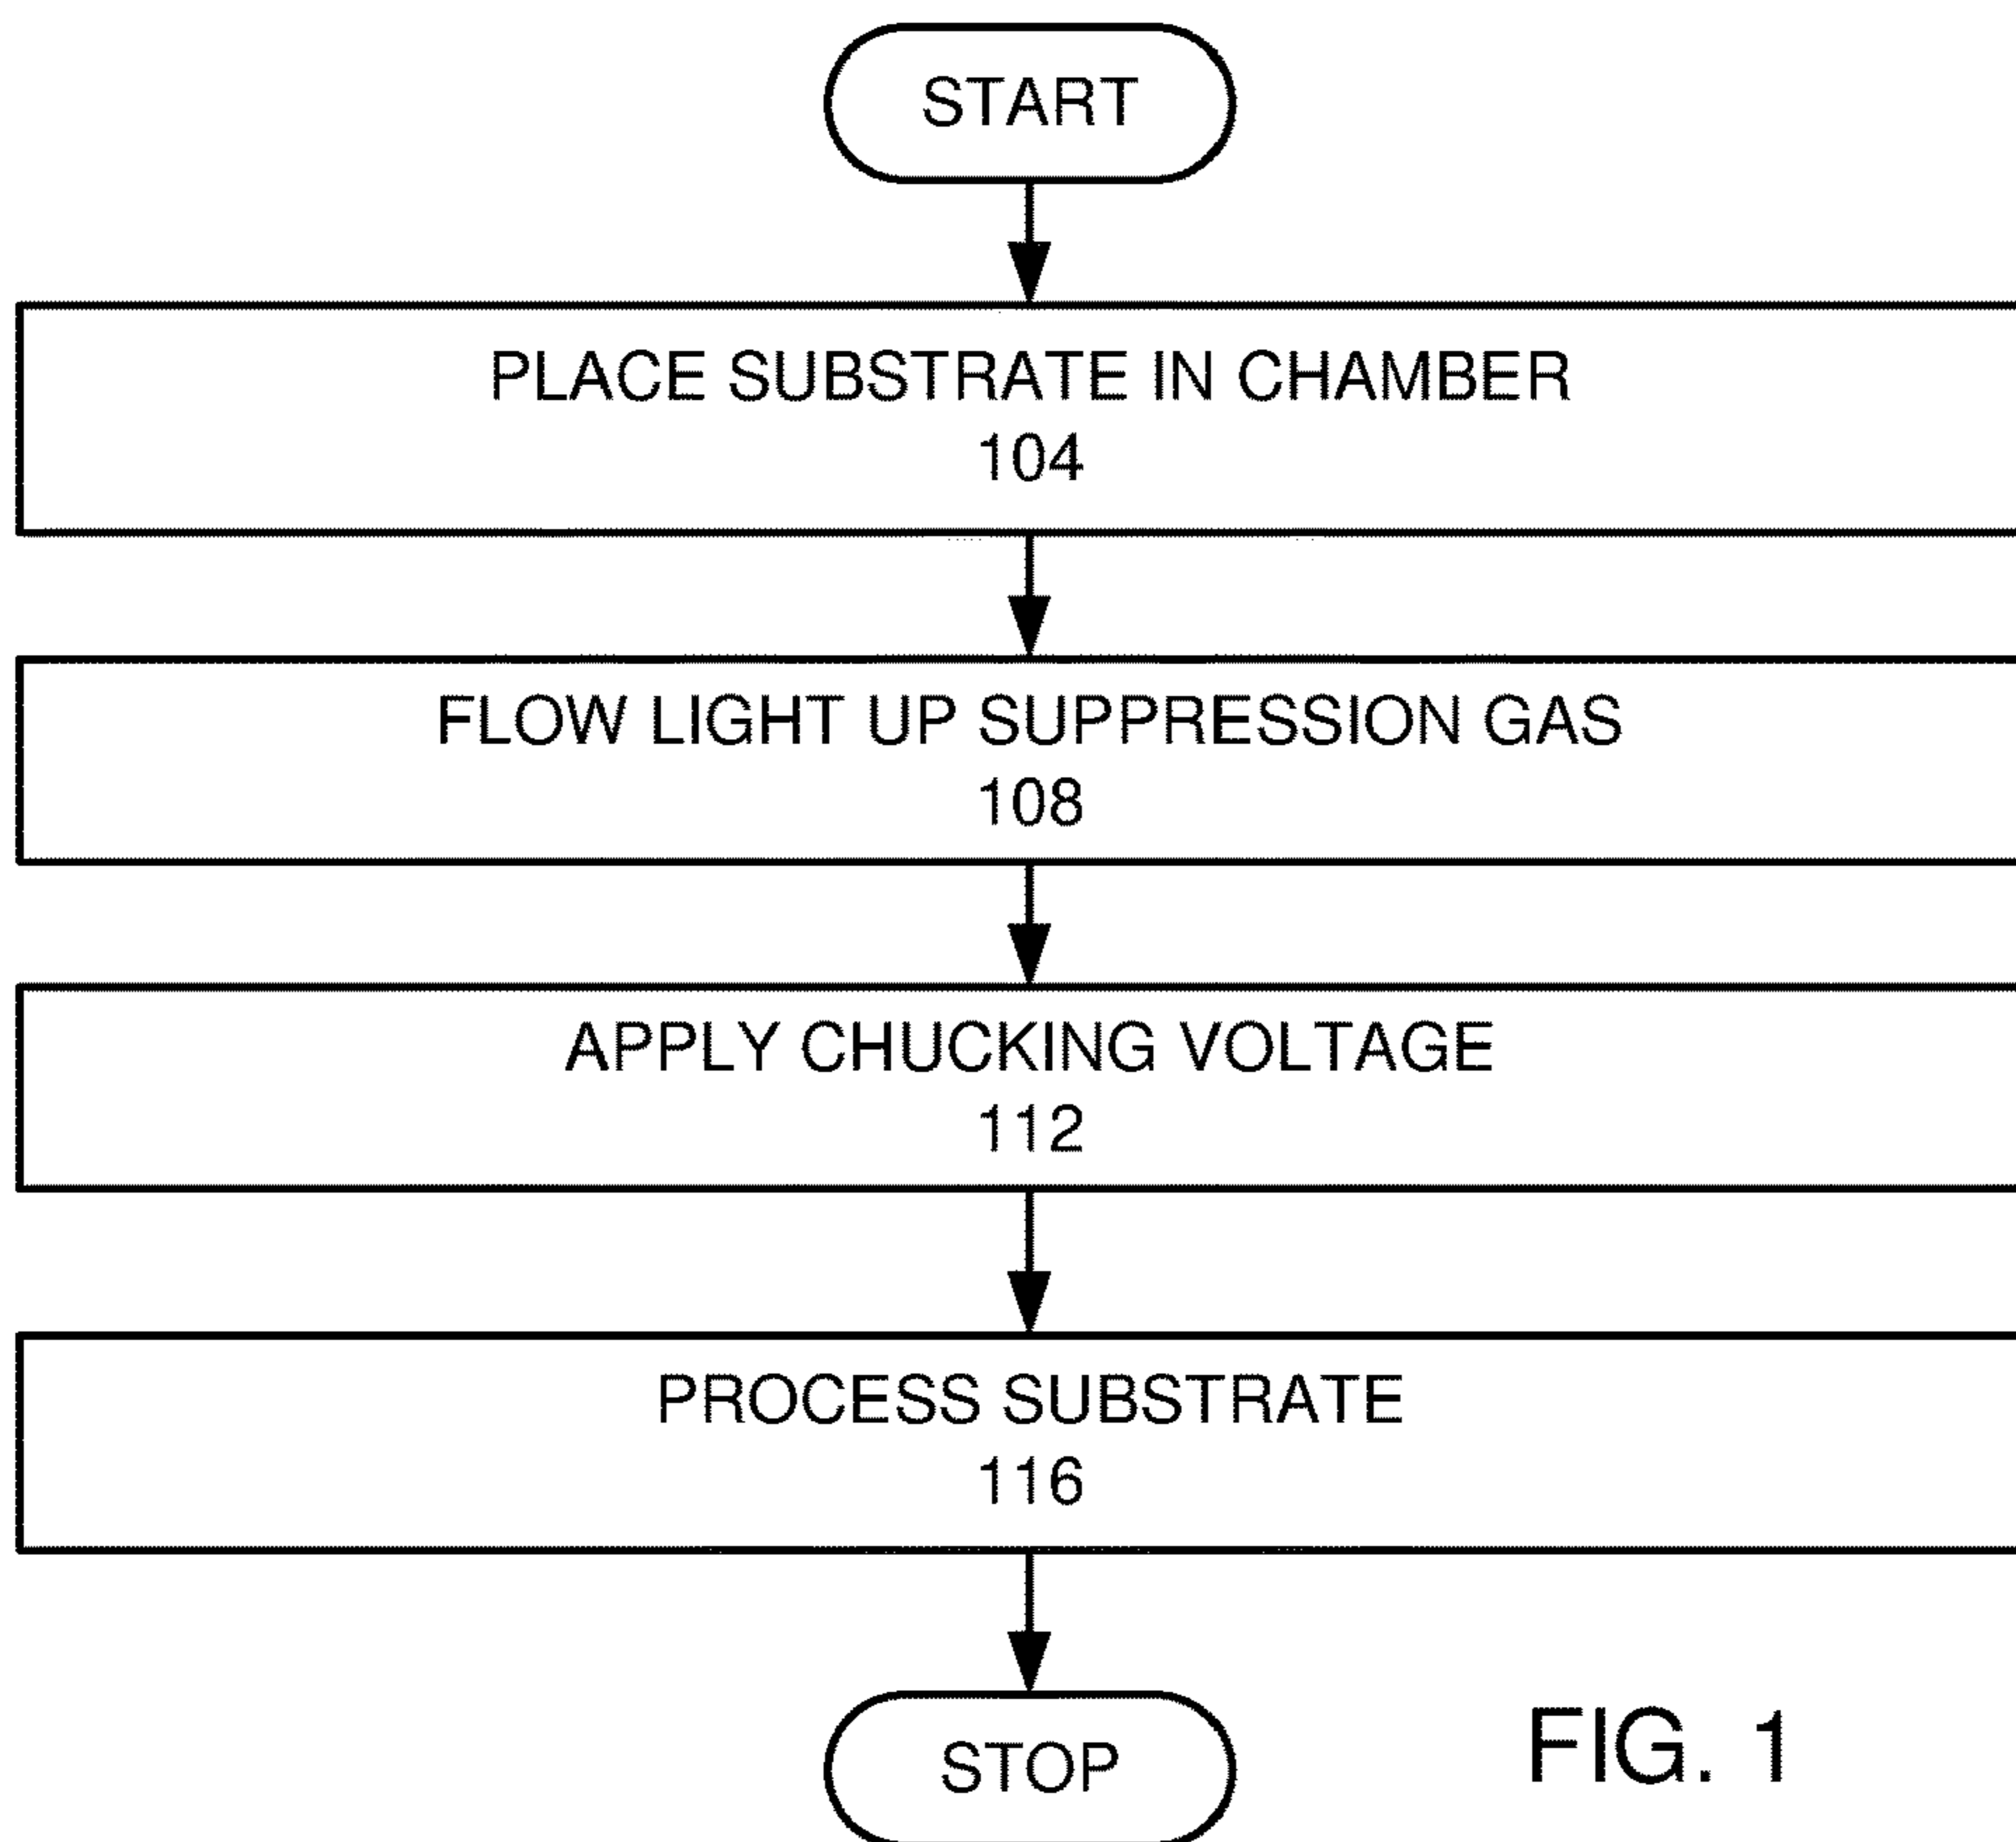 START
PLACE SUBSTRATE IN CHAMBER
104
FLOW LIGHT UP SUPPRESSION GAS
108
APPLY CHUCKING VOLTAGE
112
PROCESS SUBSTRATE
116
STOP
FIG. 1